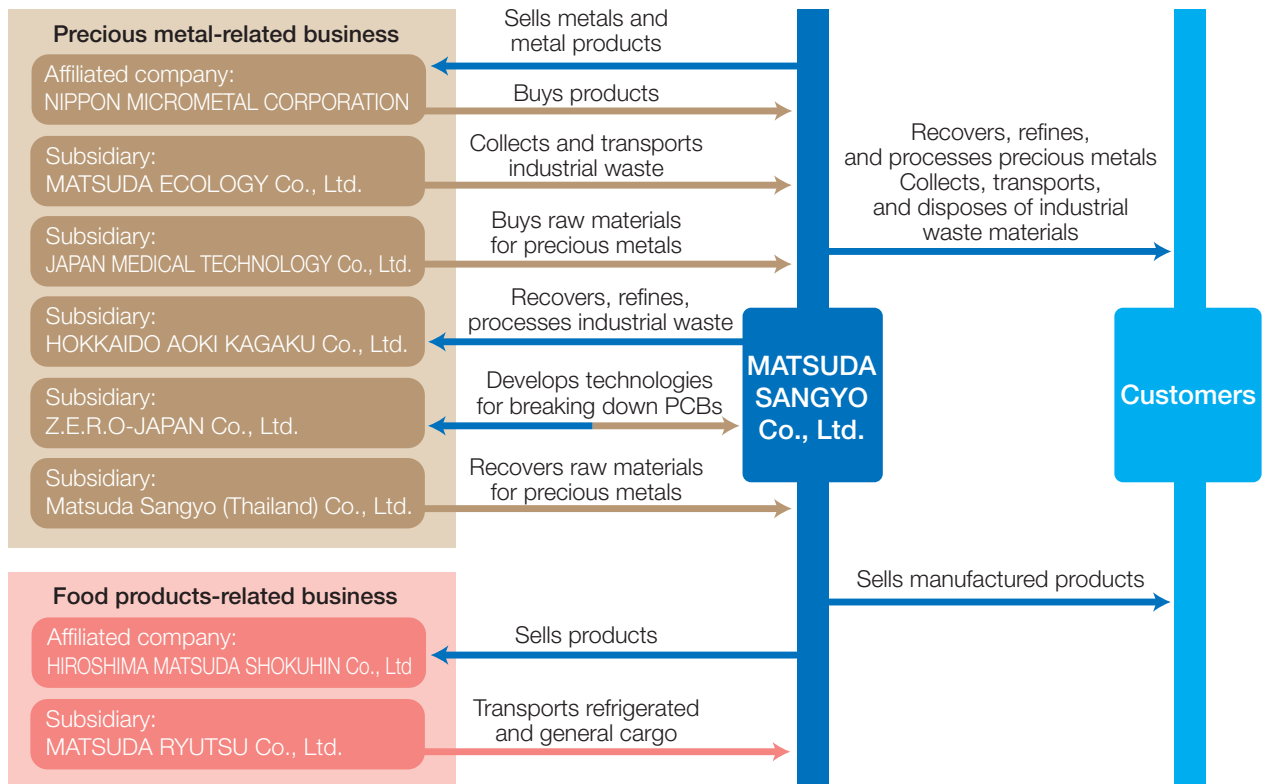 Precious metal-related business
Affiliated company:
NIPPON MICROMETAL CORPORATION
Sells metals and
metal products
Buys products
Subsidiary:
MATSUDA ECOLOGY Co., Ltd.
Collects and transports
industrial waste
Subsidiary:
JAPAN MEDICAL TECHNOLOGY Co., Ltd.
Buys raw materials
for precious metals
Subsidiary:
HOKKAIDO AOKI KAGAKU Co., Ltd.
Recovers, refines,
processes industrial waste
Subsidiary:
Z.E.R.O-JAPAN Co., Ltd.
Develops technologies
for breaking down PCBs
Subsidiary:
Matsuda Sangyo (Thailand) Co., Ltd.
Recovers raw materials
for precious metals
Food products-related business
Affiliated company:
HIROSHIMA MATSUDA SHOKUHIN Co., Ltd
Sells products
Subsidiary:
MATSUDA RYUTSU Co., Ltd.
Transports refrigerated
and general cargo
MATSUDA
SANGYO
Co., Ltd.
Recovers, refines,
and processes precious metals
Collects, transports,
and disposes of industrial
waste materials
Sells manufactured products
Customers